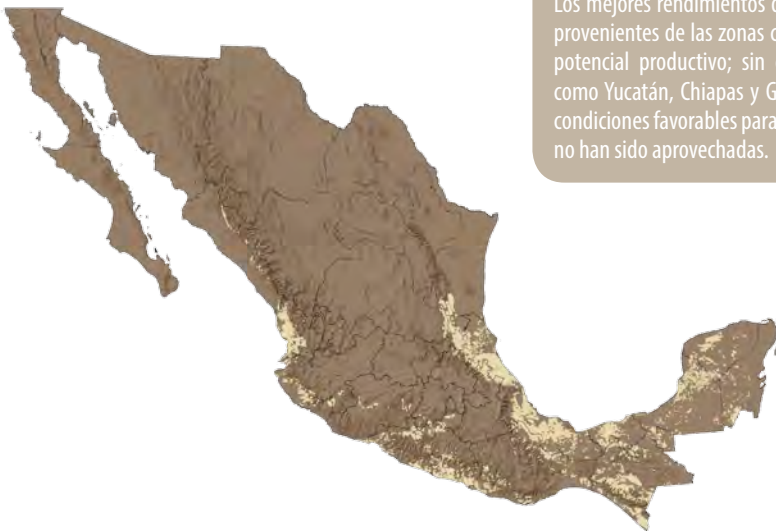 Los mejores rendimientos
provenientes de las zonas
potencial productivo; sin
como Yucatán, Chiapas y
condiciones favorables para
no han sido aprovechadas.